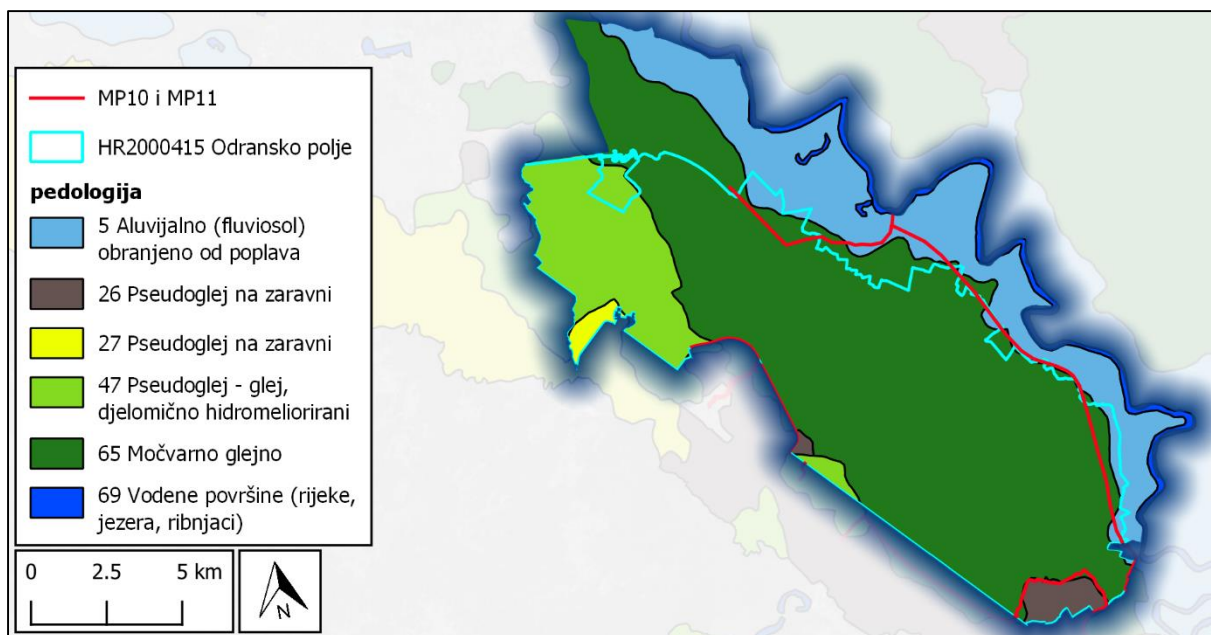 MP10 i MP11
HR2000415 Odransko polje
pedologija
5 Aluvijalno (fluviosol)
obranjeno od poplava
26 Pseudoglej na zaravni
27 Pseudoglej na zaravni
47 Pseudoglej - glej,
djelomično hidromeliorirani
65 Močvarno glejno
69 Vodene površine (rijeke,
jezera, ribnjaci)
0 2.5 5 km
N